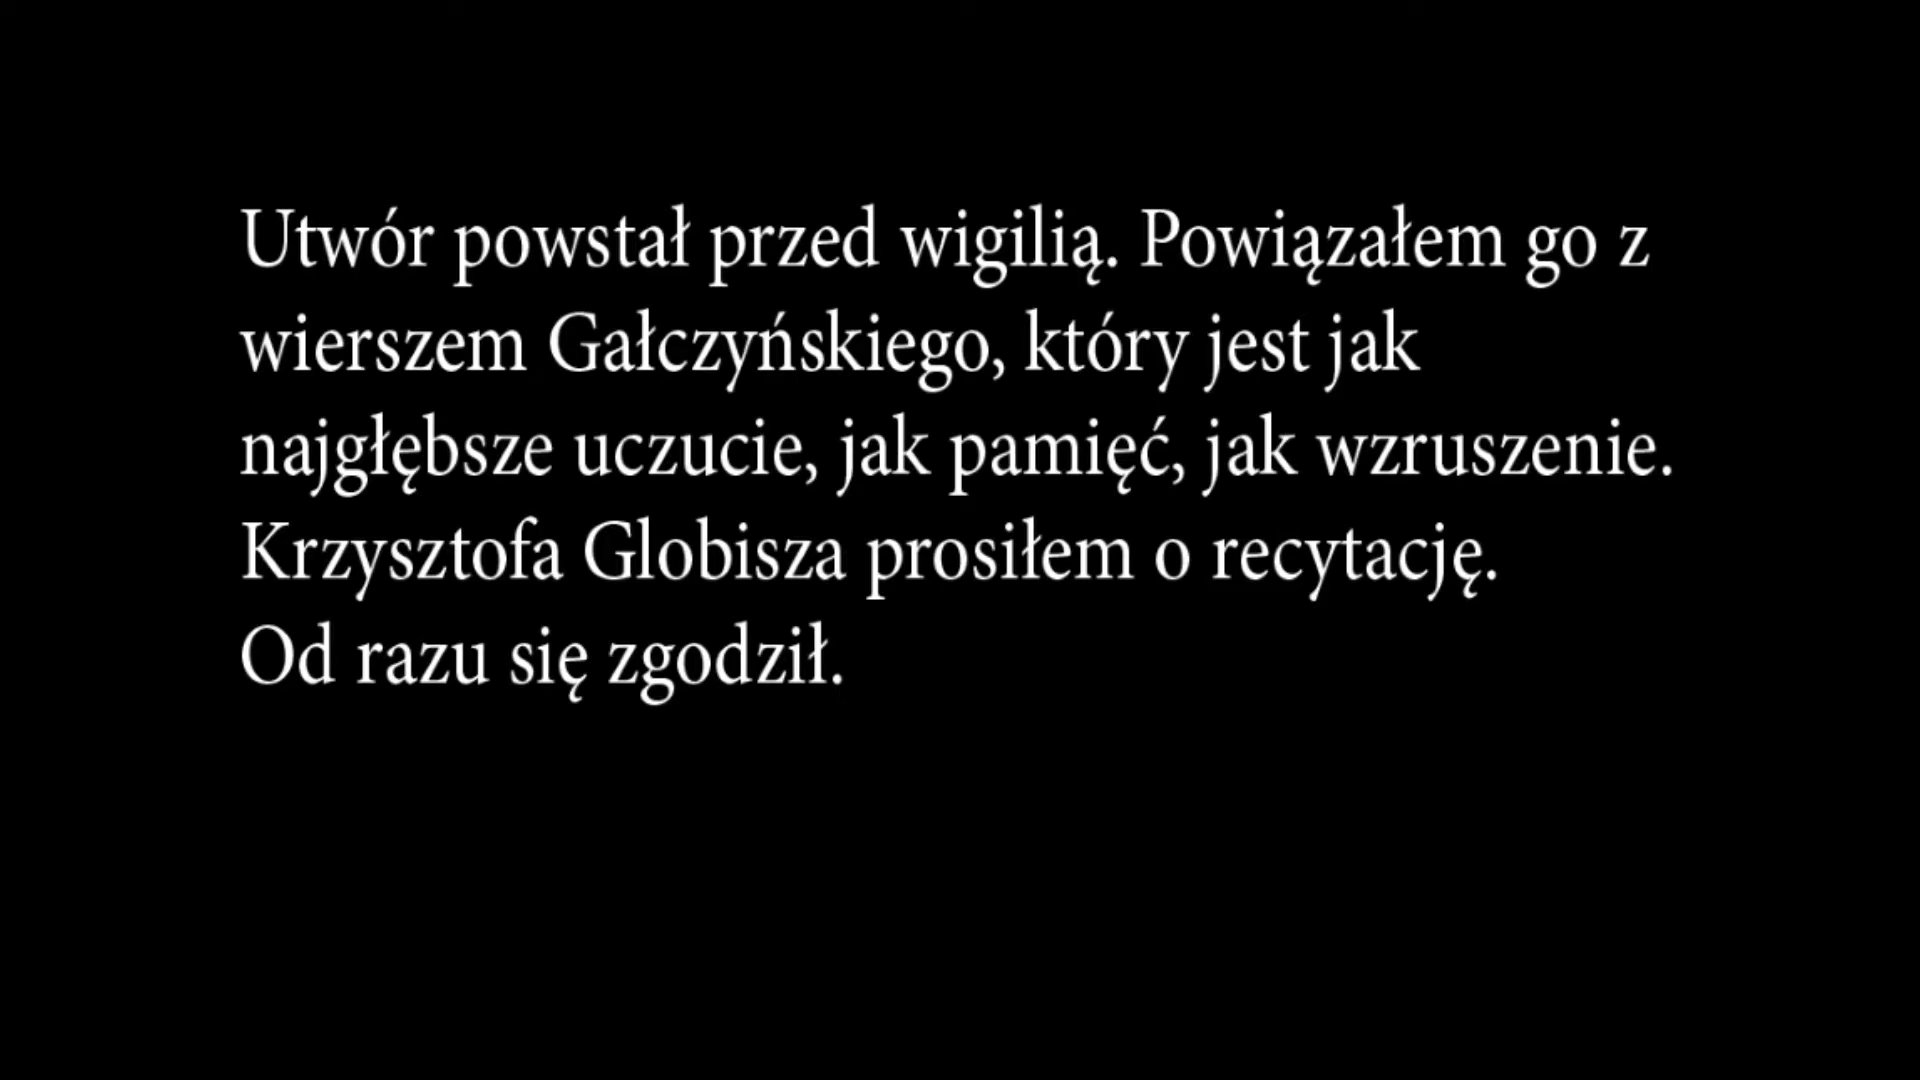 Utwór powstał przed wigilią. Powiązałem go z
wierszem Gałczyńskiego, który jest jak
najgłębsze uczucie, jak pamięć, jak wzruszenie.
Krzysztofa Globisza prosiłem o recytację.
Od razu się zgodził.